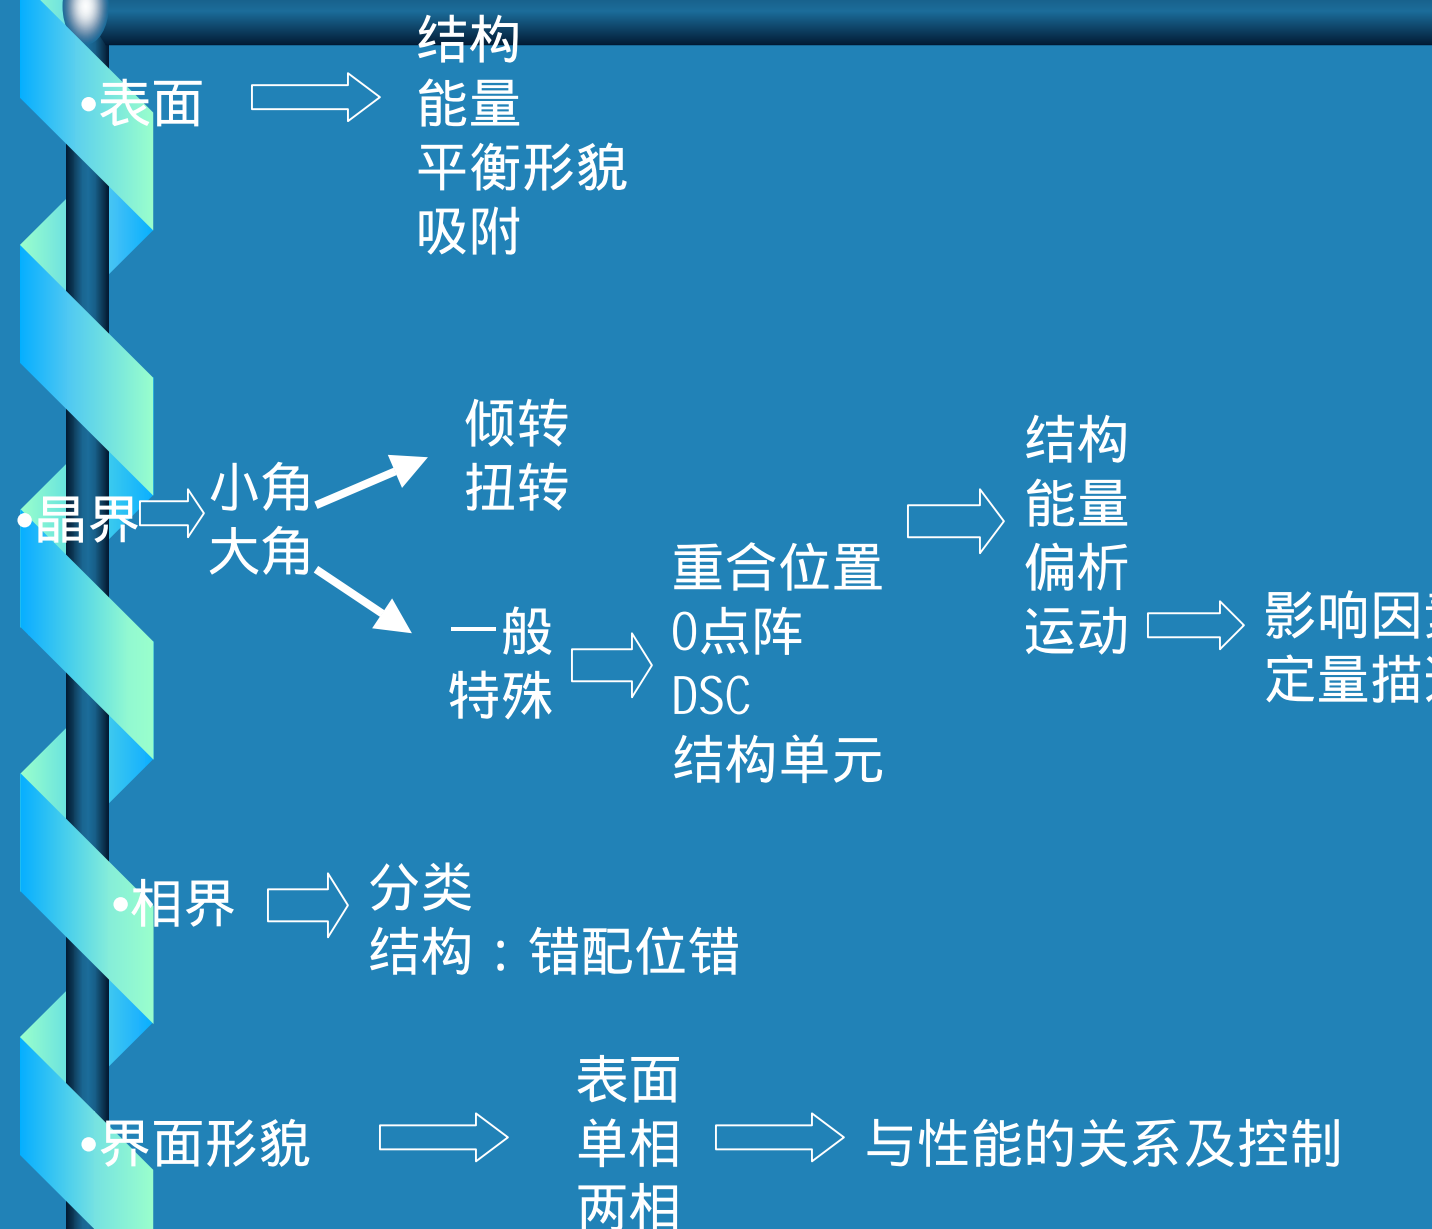 •表面
结构
能量
平衡形貌
吸附
•晶界
小角
大角
倾转
扭转
一般
特殊
重合位置
O点阵
DSC
结构单元
结构
能量
偏析
运动
影响因
定量描
•相界
分类
结构：错配位错
•界面形貌
表面
单相
两相
与性能的关系及控制